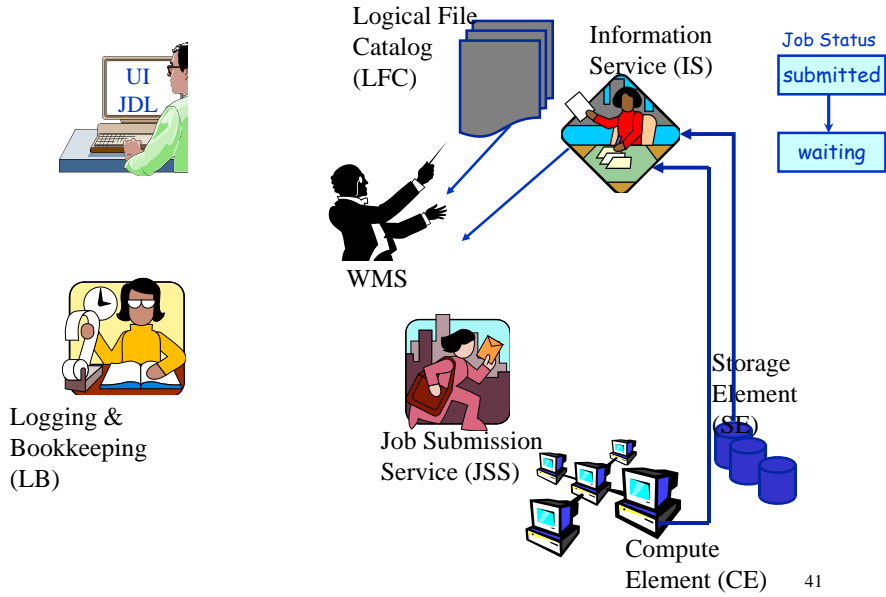 Logical File
Catalog
(LFC)
Information
Service (IS)
Job Status
submitted
waiting
UI
JDL
WMS
Logging &
Bookkeeping
(LB)
Job Submission
Service (JSS)
Storage
Element
(SE)
Compute
Element (CE)
41